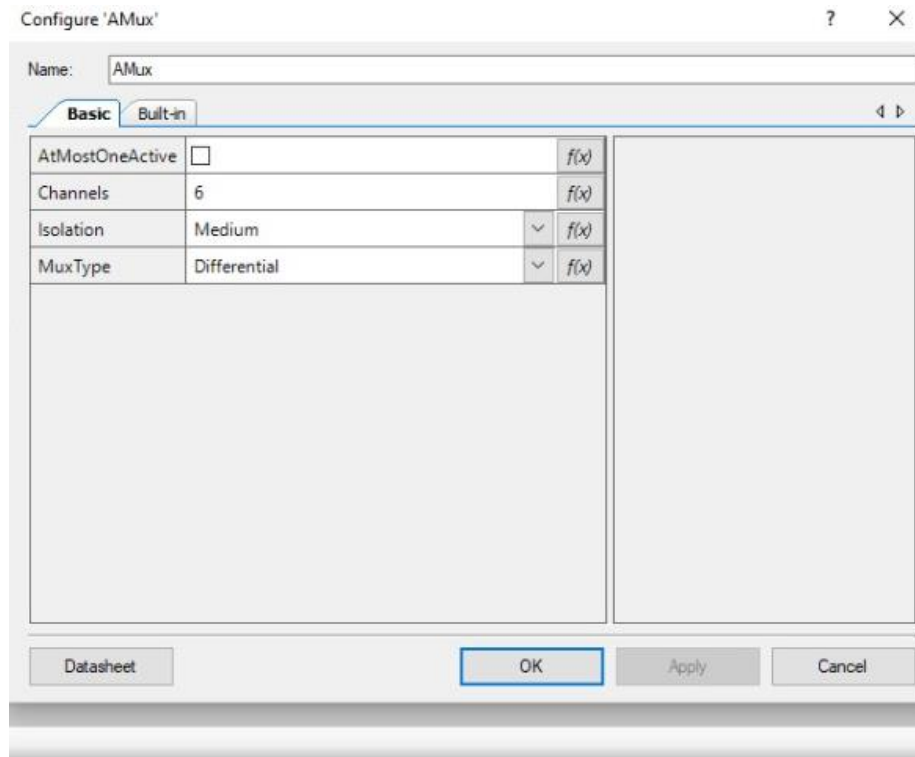 Configure 'AMux' ? ×
Name: AMux
Basic Built-in
AtMostOneActive f(x)
Channels 6 f(x)
Isolation Medium f(x)
MuxType Differential f(x)
Datasheet OK Apply Cancel